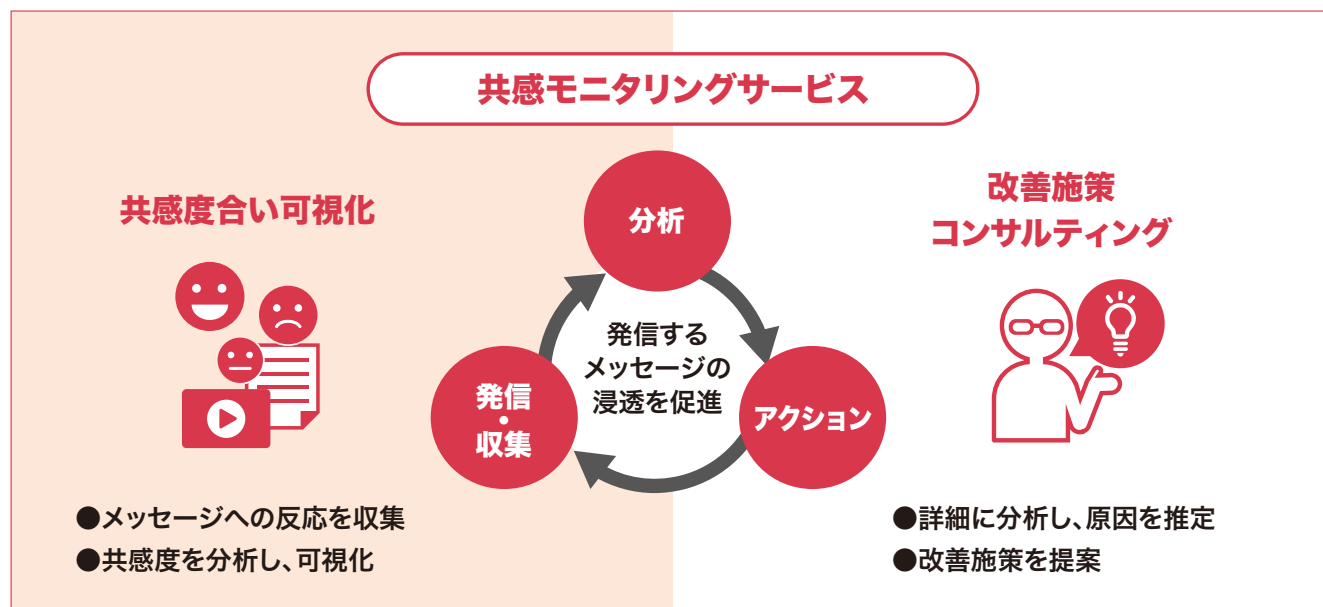 共感モニタリングサービス
共感度合い可視化
●メッセージへの反応を収集
●共感度を分析し、可視化
分析
発信
・
収集
アクション
発信する
メッセージの
浸透を促進
改善施策
コンサルティング
●詳細に分析し、原因を推定
●改善施策を提案